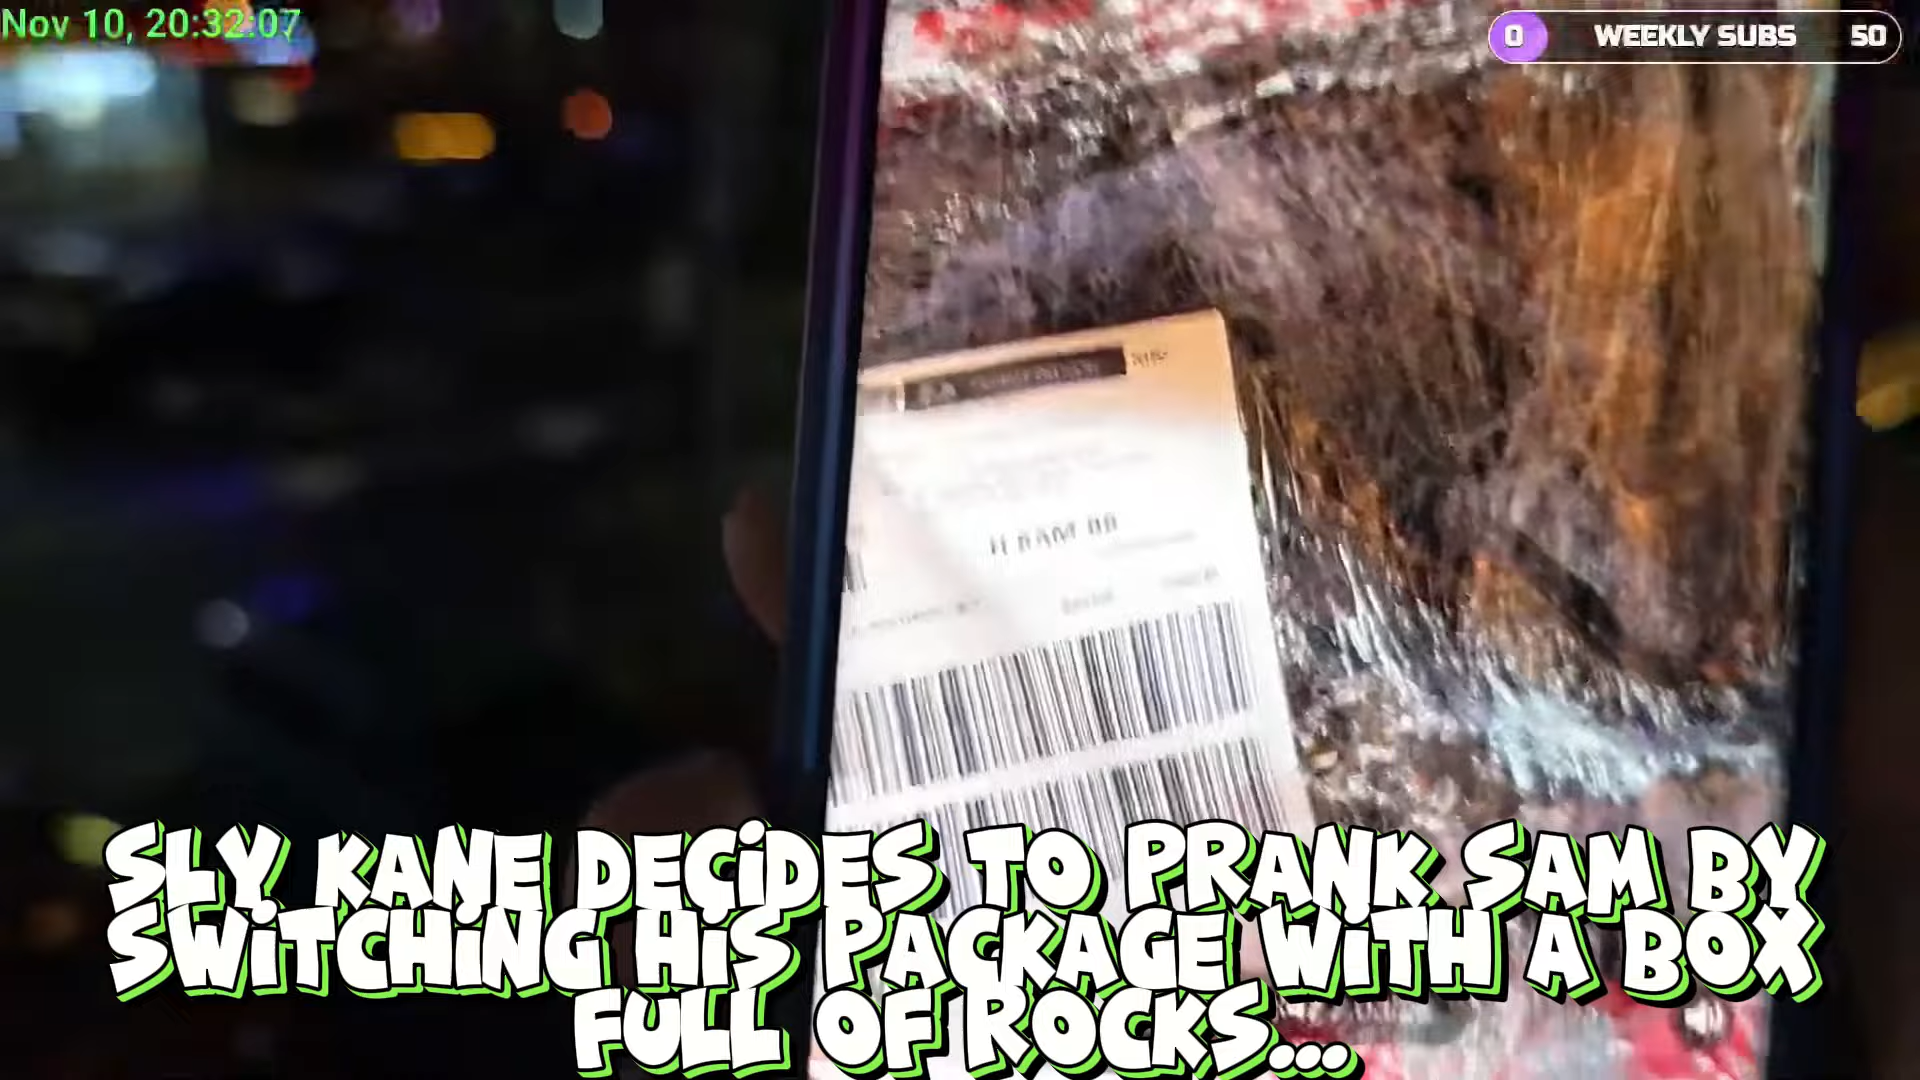 Nov 10, 20:32:07
0 WEEKLY SUBS 50
SLY KANE DECIDES TO PRANK SAM BY
SWITCHING HIS PACKAGE WITH A BOX
FULL OF ROCKS...